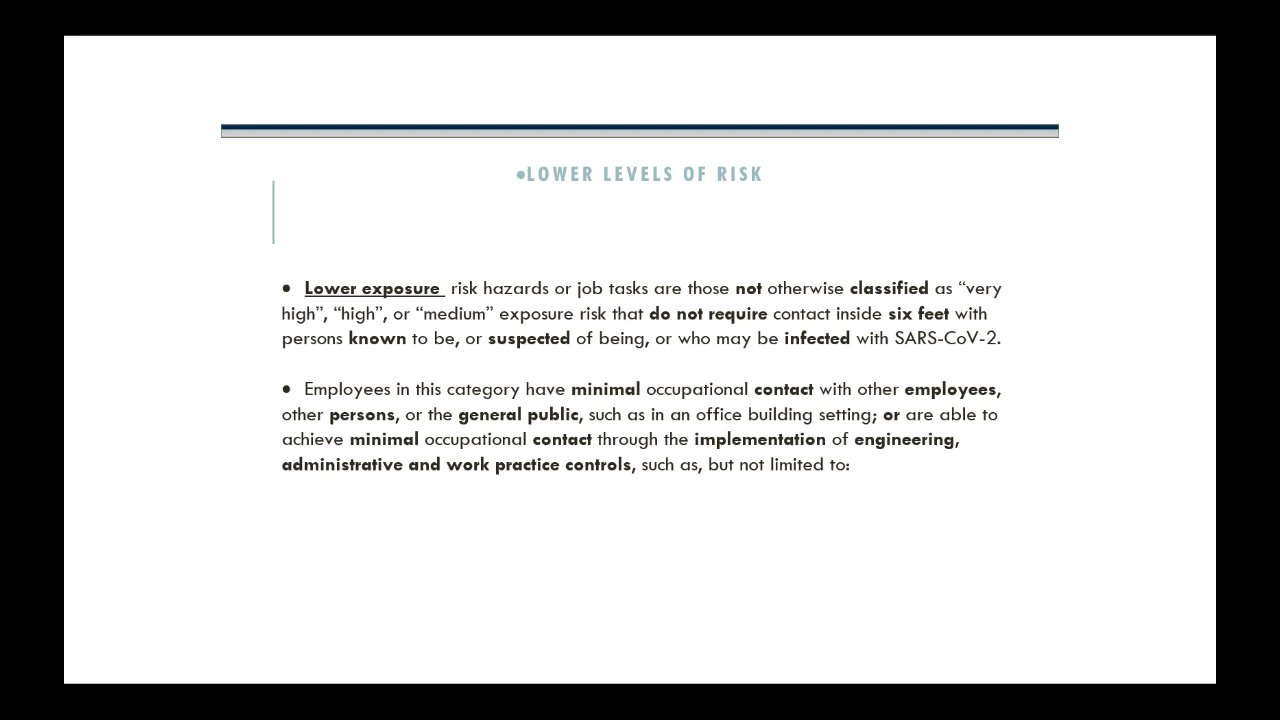 •LOWER LEVELS OF RISK
• Lower exposure risk hazards or job tasks are those not otherwise classified as “very
high”, “high”, or “medium” exposure risk that do not require contact inside six feet with
persons known to be, or suspected of being, or who may be infected with SARS-CoV-2.
• Employees in this category have minimal occupational contact with other employees,
other persons, or the general public, such as in an office building setting; or are able to
achieve minimal occupational contact through the implementation of engineering,
administrative and work practice controls, such as, but not limited to: